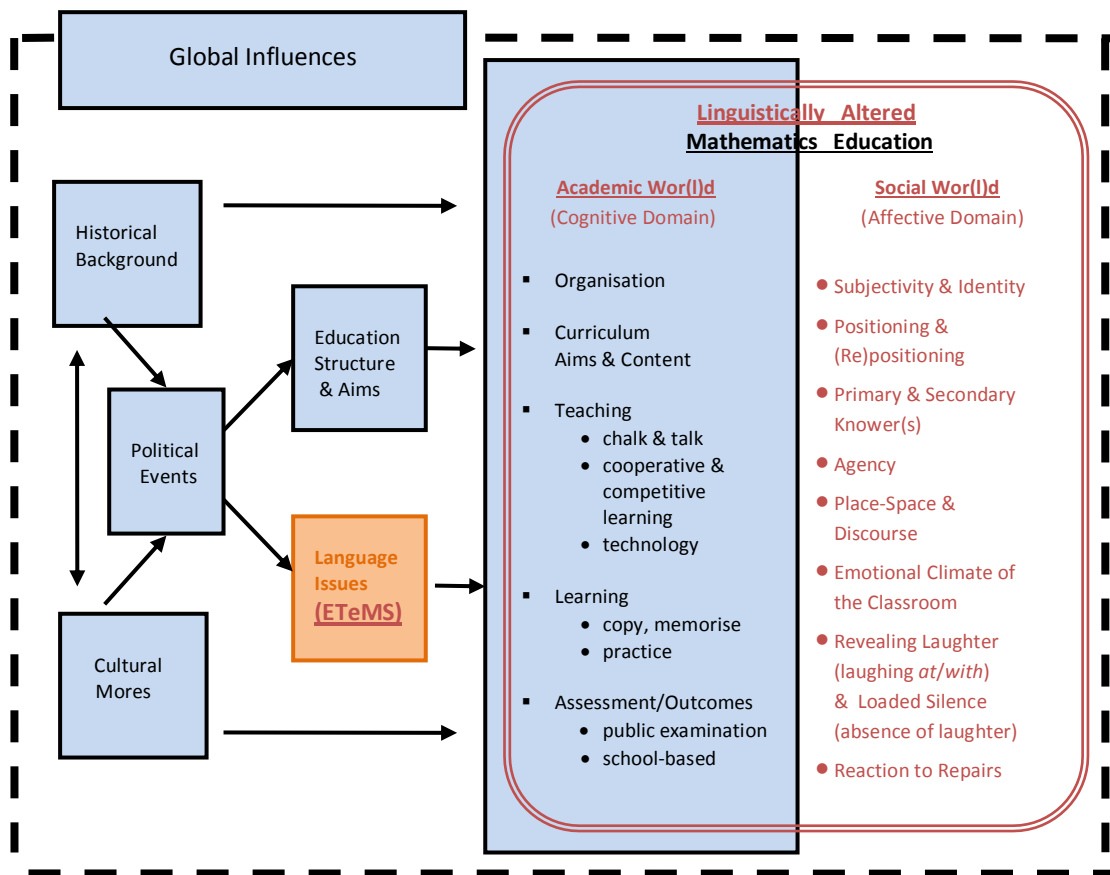 Global Influences
Historical
Background
Political
Events
Cultural
Mores
Education
Structure
& Aims
Language
Issues
(ETeMS)
Linguistically Altered
Mathematics Education
Academic Wor(l)d
(Cognitive Domain)
▪ Organisation
▪ Curriculum
Aims & Content
▪ Teaching
• chalk & talk
• cooperative &
competitive
learning
• technology
▪ Learning
• copy, memorise
• practice
▪ Assessment/Outcomes
• public examination
• school-based
Social Wor(l)d
(Affective Domain)
• Subjectivity & Identity
• Positioning &
(Re)positioning
• Primary & Secondary
Knower(s)
• Agency
• Place-Space &
Discourse
• Emotional Climate of
the Classroom
• Revealing Laughter
(laughing at/with)
& Loaded Silence
(absence of laughter)
• Reaction to Repairs